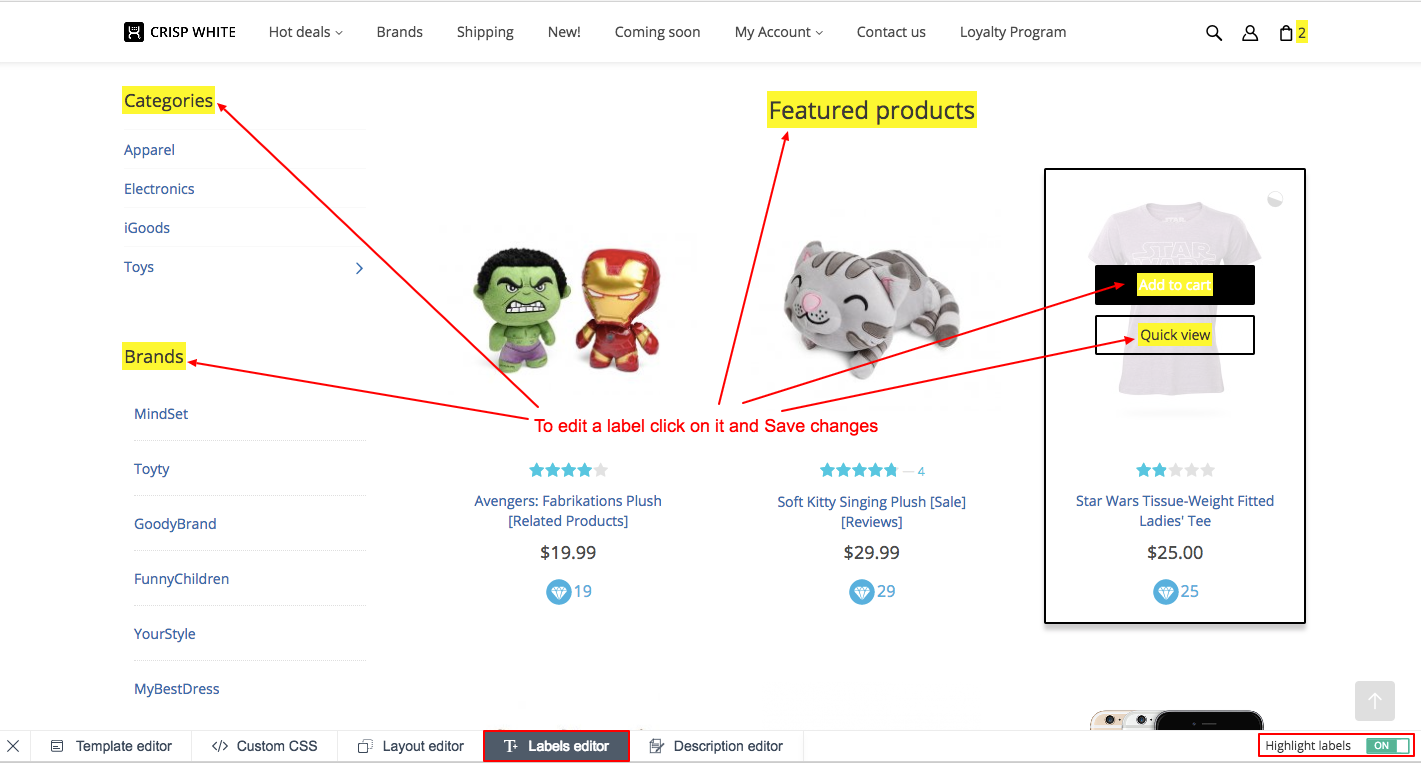 CRISP WHITE Hot deals Brands Shipping New! Coming soon My Account Contact us Loyalty Program 2
Categories
Apparel
Electronics
iGoods
Toys
Brands
MindSet
Toyty
GoodyBrand
FunnyChildren
YourStyle
MyBestDress
Featured products
STAR
Add to cart
Quick view
To edit a label click on it and Save changes
— 4
Avengers: Fabrikations Plush
[Related Products]
$19.99
19
Soft Kitty Singing Plush [Sale]
[Reviews]
$29.99
29
Star Wars Tissue-Weight Fitted
Ladies' Tee
$25.00
25
Template editor </> Custom CSS Layout editor Labels editor Description editor Highlight labels ON